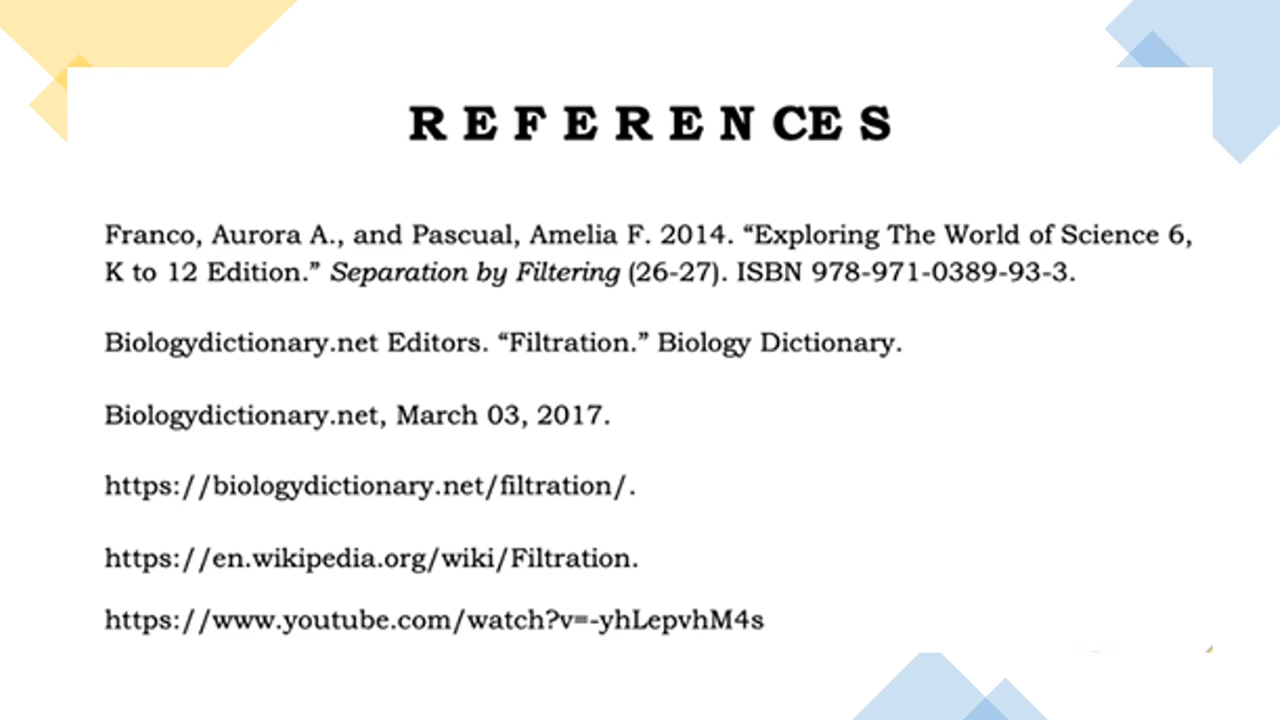 REFERENCES
Franco, Aurora A., and Pascual, Amelia F. 2014. “Exploring The World of Science 6,
K to 12 Edition.” Separation by Filtering (26-27). ISBN 978-971-0389-93-3.
Biologydictionary.net Editors. “Filtration.” Biology Dictionary.
Biologydictionary.net, March 03, 2017.
https://biologydictionary.net/filtration/.
https://en.wikipedia.org/wiki/Filtration.
https://www.youtube.com/watch?v=-yhLepvhM4s